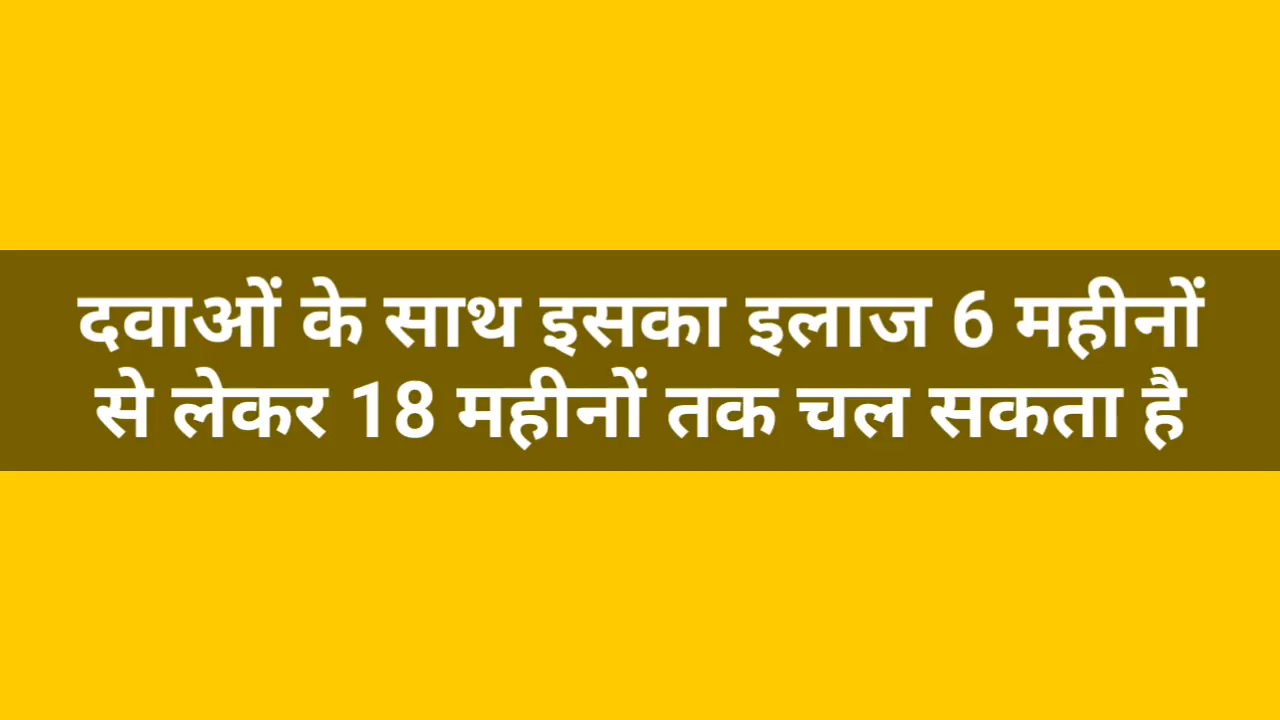 दवाओं के साथ इसका इलाज 6 महीनों
से लेकर 18 महीनों तक चल सकता है